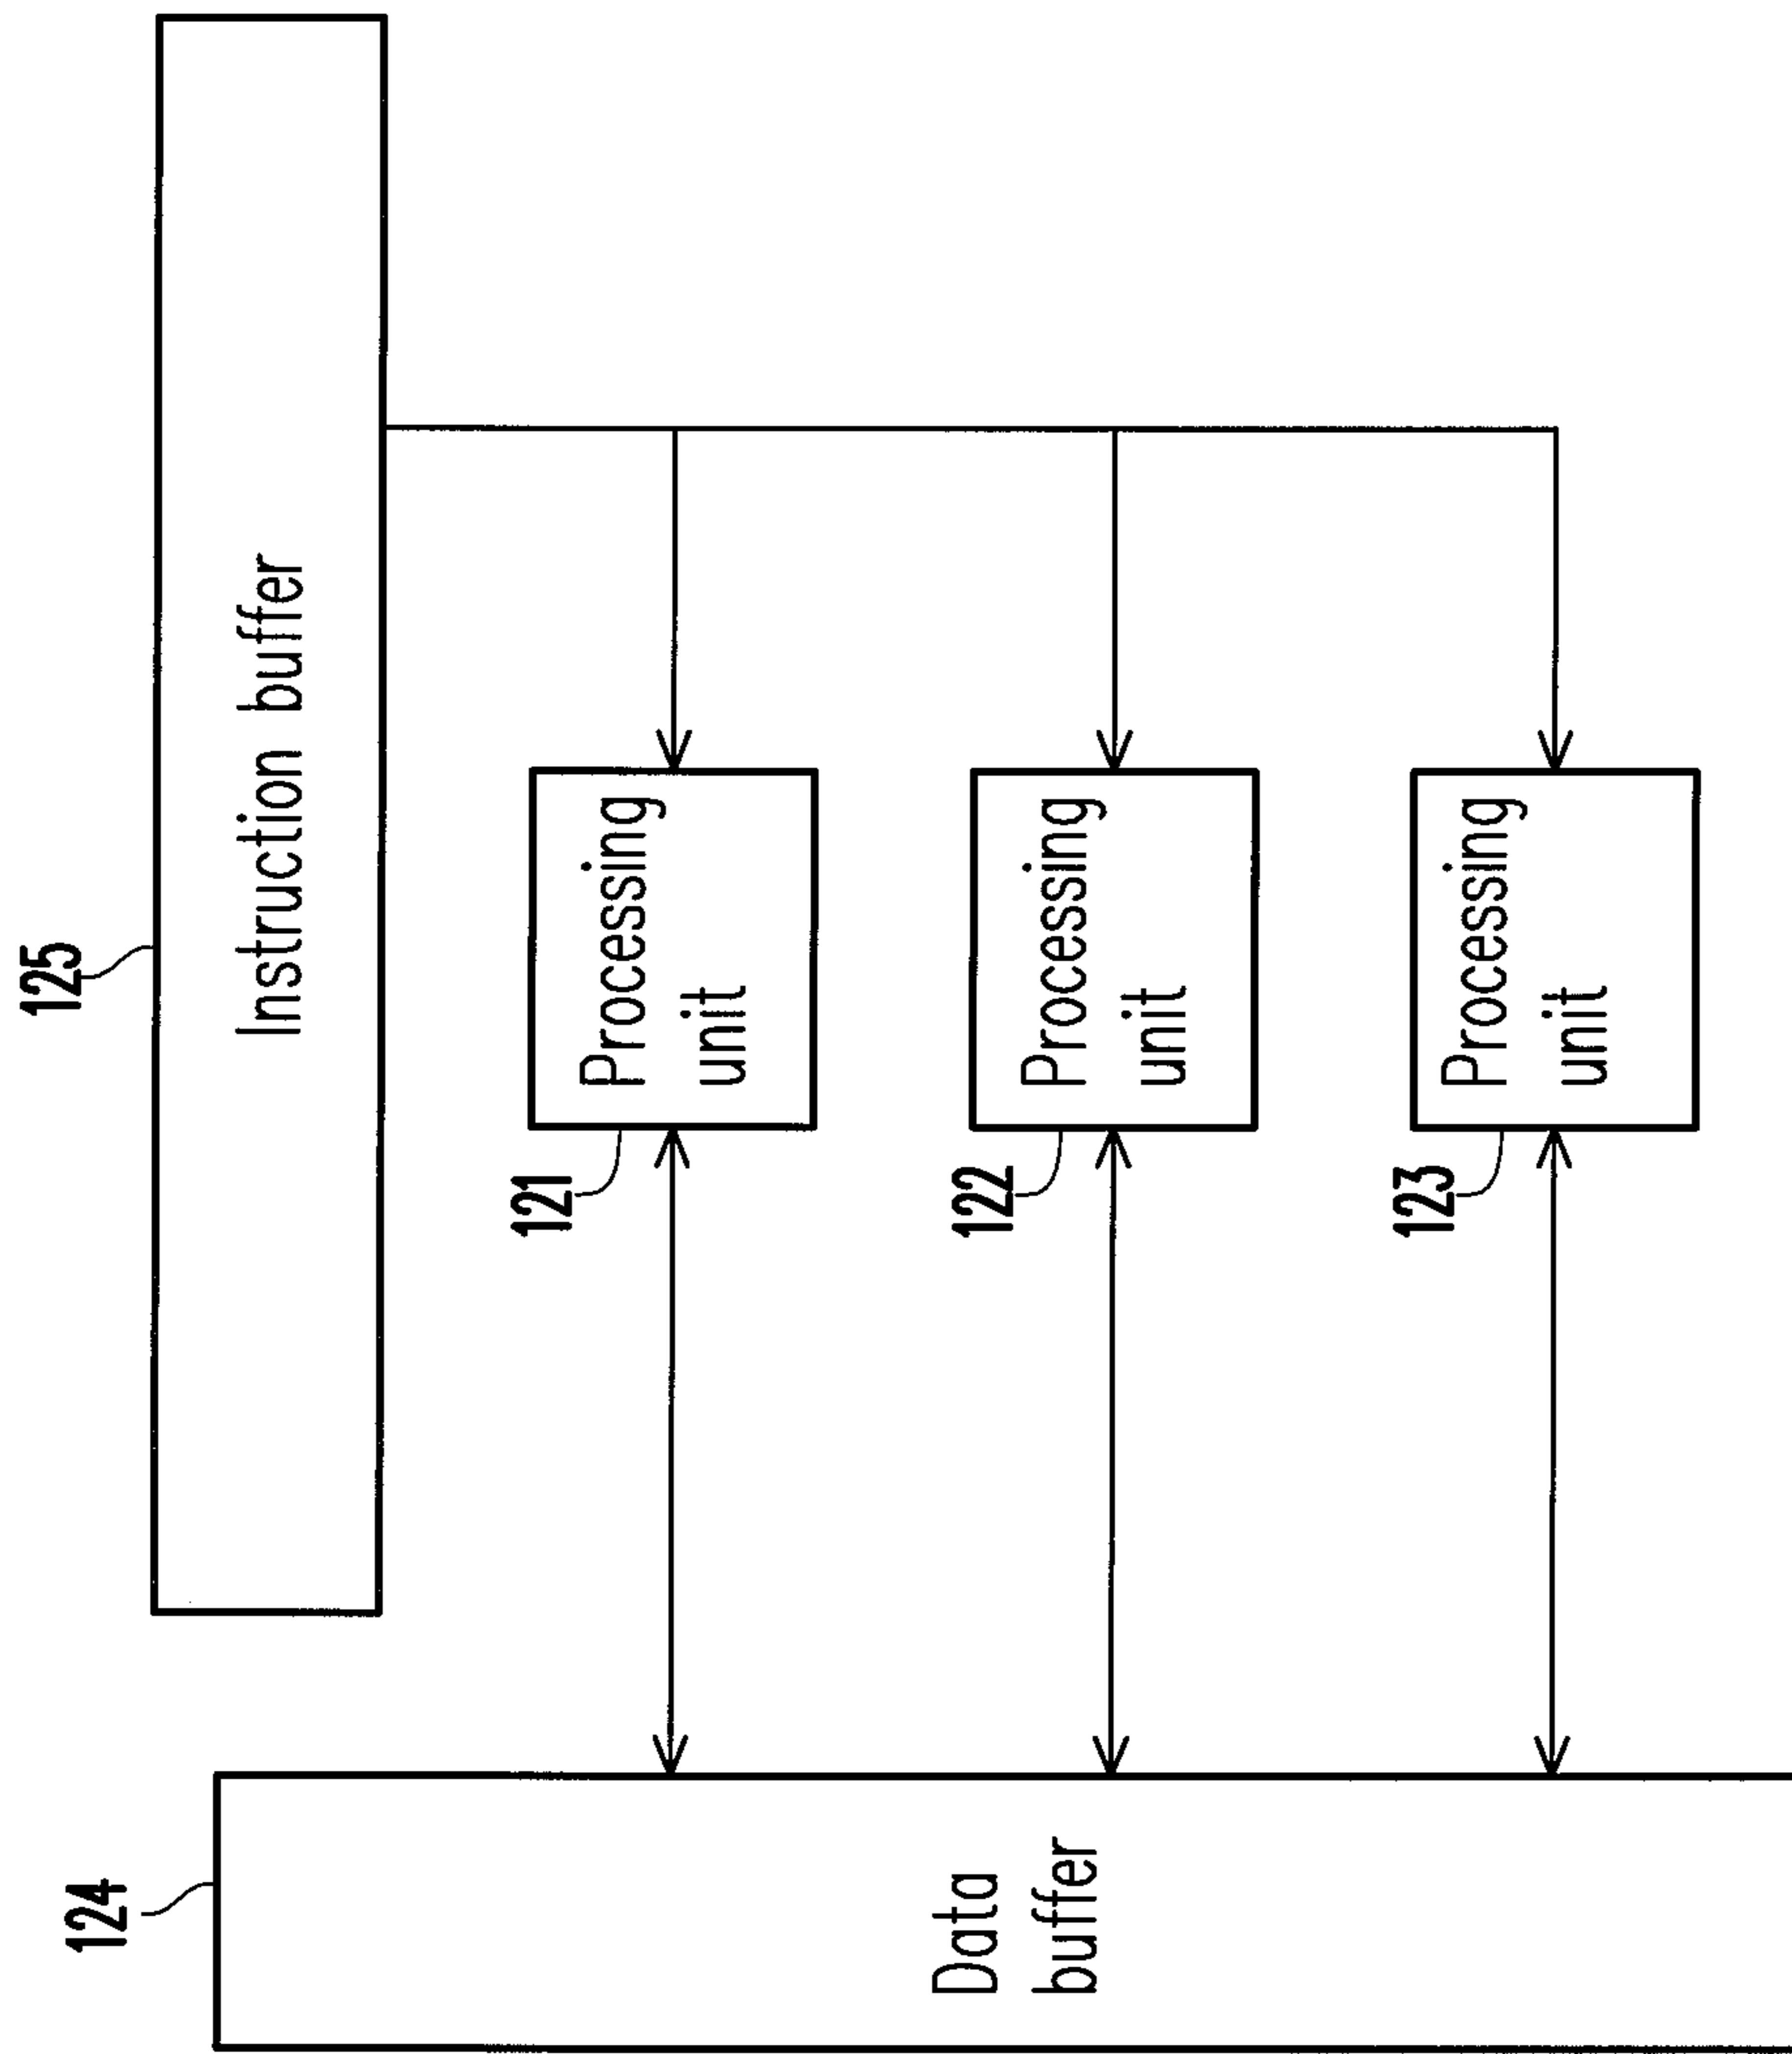 125
Instruction buffer
121
Processing
unit
122
Processing
unit
123
Processing
unit
124
Data
buffer